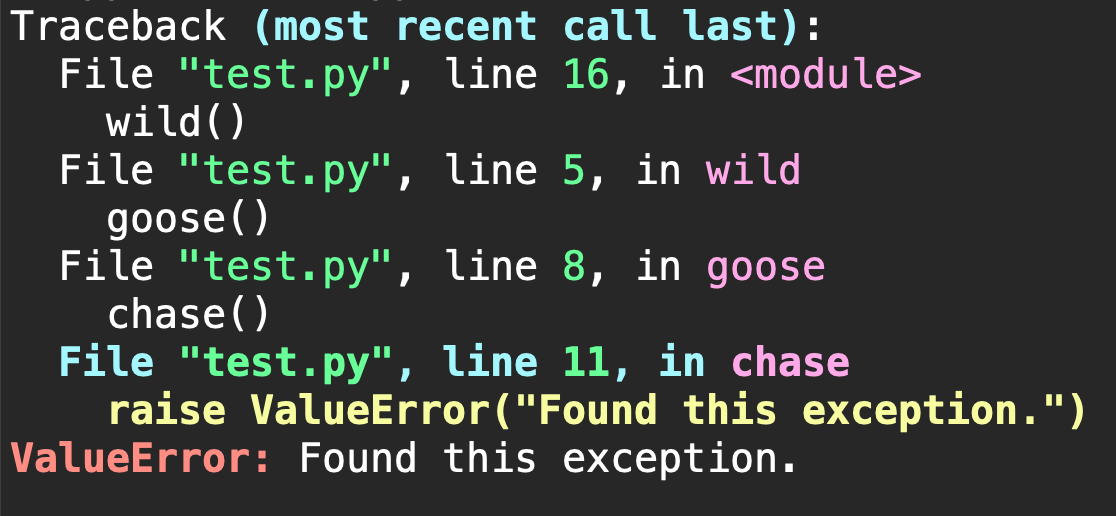 Traceback (most recent call last):
  File "test.py", line 16, in <module>
    wild()
  File "test.py", line 5, in wild
    goose()
  File "test.py", line 8, in goose
    chase()
  File "test.py", line 11, in chase
    raise ValueError("Found this exception.")
ValueError: Found this exception.